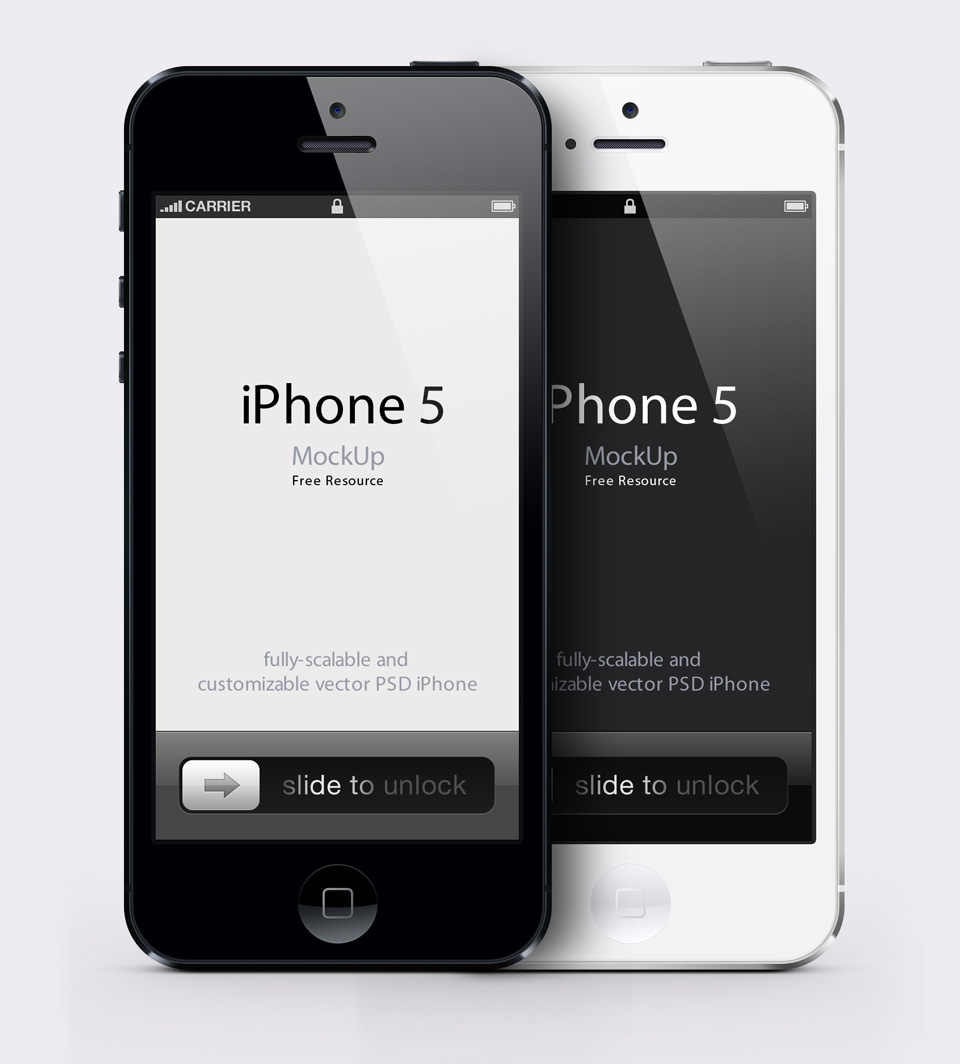 CARRIER
iPhone 5
MockUp
Free Resource
fully-scalable and
customizable vector PSD iPhone
slide to unlock
Phone 5
MockUp
Free Resource
fully-scalable and
izable vector PSD iPhone
slide to unlock